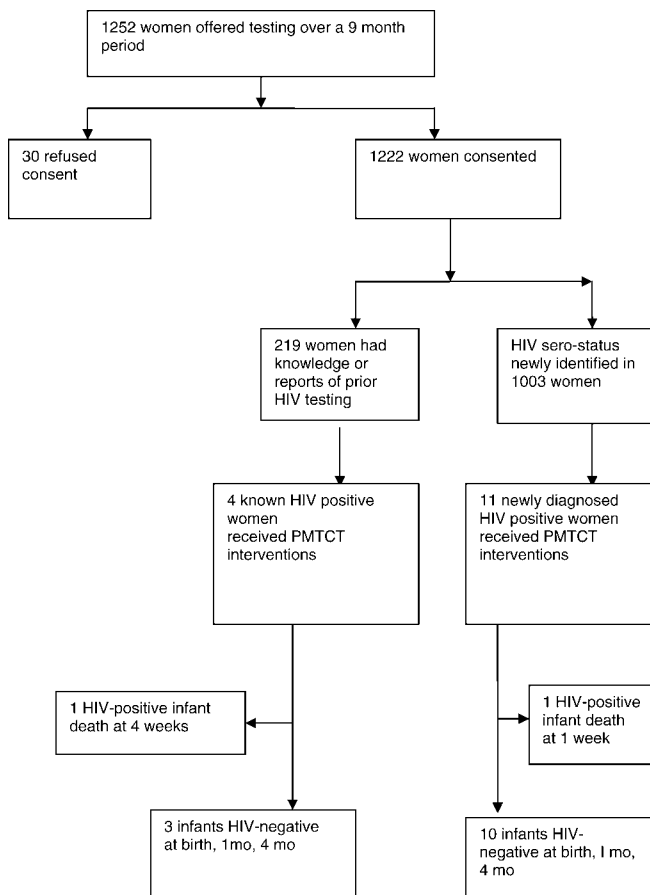 1252 women offered testing over a 9 month
period
30 refused
consent
1222 women consented
219 women had
knowledge or
reports of prior
HIV testing
HIV sero-status
newly identified in
1003 women
4 known HIV positive
women
received PMTCT
interventions
11 newly diagnosed
HIV positive women
received PMTCT
interventions
1 HIV-positive infant
death at 4 weeks
1 HIV-positive
infant death
at 1 week
3 infants HIV-negative
at birth, 1mo, 4 mo
10 infants HIV-
negative at birth, I mo,
4 mo